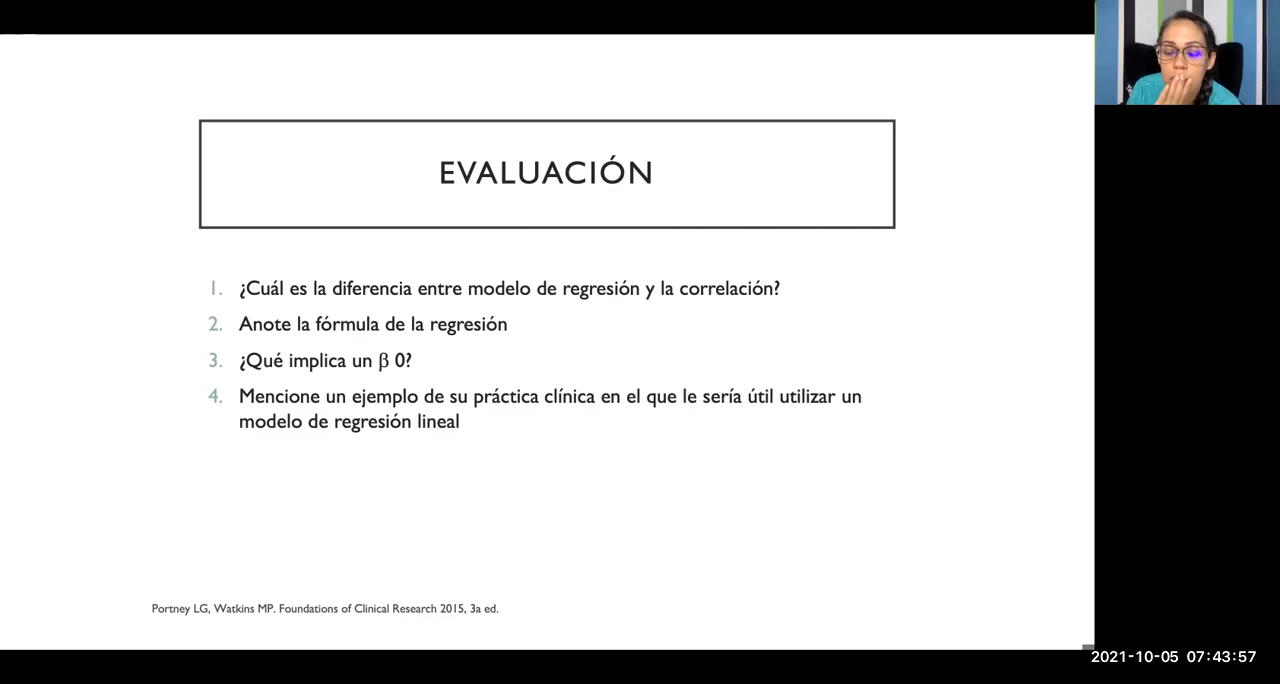 EVALUACIÓN
1. ¿Cuál es la diferencia entre modelo de regresión y la correlación?
2. Anote la fórmula de la regresión
3. ¿Qué implica un β 0?
4. Mencione un ejemplo de su práctica clínica en el que le sería útil utilizar un
modelo de regresión lineal
Portney LG, Watkins MP. Foundations of Clinical Research 2015, 3a ed.
2021-10-05 07:43:57